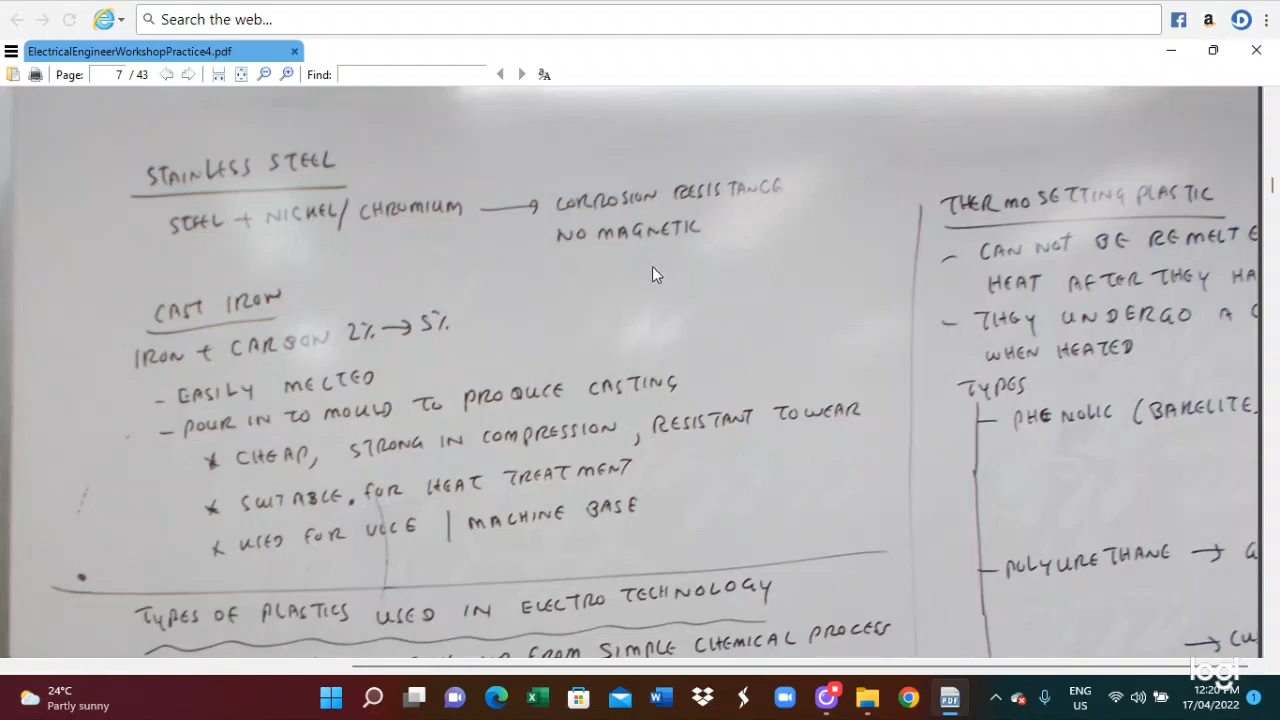 Search the web...
ElectricalEngineerWorkshopPractice4.pdf
Page: 7 / 43 Find:
STAINLESS STEEL
STEEL + NICKEL/ CHROMIUM → CORROSION RESISTANCE
NO MAGNETIC
CAST IRON
IRON + CARBON 2% → 5%
- EASILY MELTED
- POUR IN TO MOULD TO PRODUCE CASTING
* CHEAP, STRONG IN COMPRESSION, RESISTANT TO WEAR
* SUITABLE. FOR HEAT TREATMENT
* USED FOR VICE | MACHINE BASE
TYPES OF PLASTICS USED IN ELECTRO TECHNOLOGY
FROM SIMPLE CHEMICAL PROCESS
THERMOSETTING PLASTIC
- CAN NOT BE REMELTE
HEAT AFTER THEY HA
- THEY UNDERGO A C
WHEN HEATED
TYPES
- PHENOLIC (BAKELITE
- POLYURETHANE →
→ CU
logi
24°C
Partly sunny
ENG
US
12:20 PM
17/04/2022